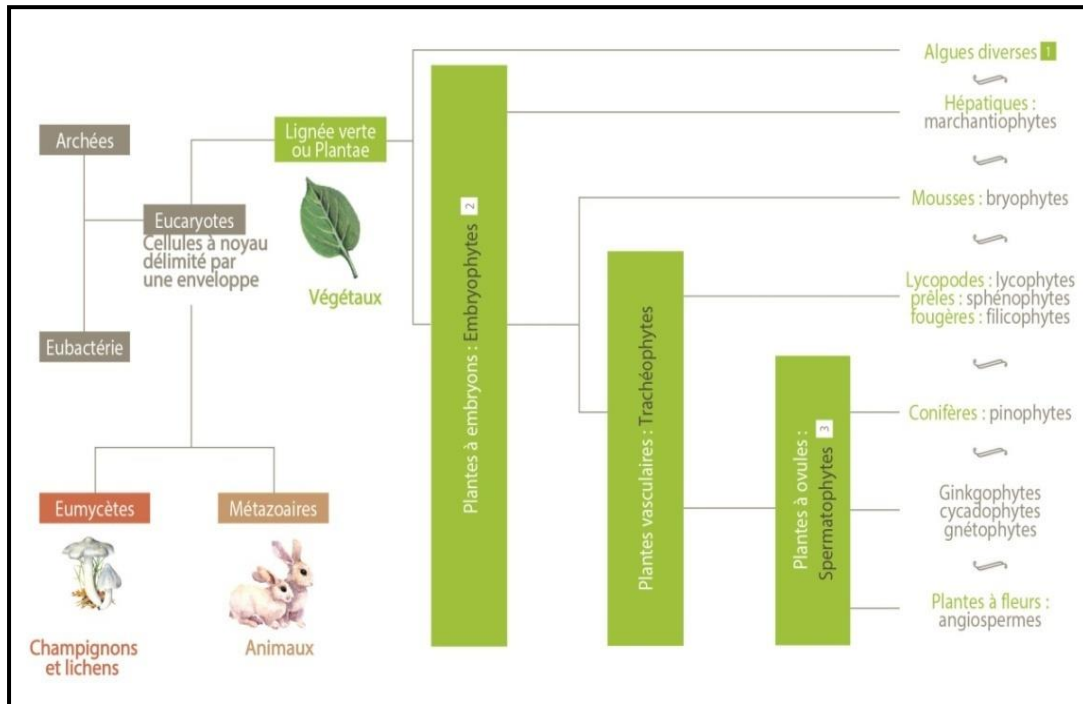 Archées
Eucaryotes
Cellules à noyau
délimité par
une enveloppe
Eubactérie
Eumycètes
Champignons
et lichens
Métazoaires
Animaux
Lignée verte
ou Plantae
Végétaux
Plantes à embryons : Embryophytes 2
Plantes vasculaires : Trachéophytes
Plantes à ovules :
Spermatophytes 3
Algues diverses 1
Hépatiques :
marchantiophytes
Mousses : bryophytes
Lycopodes : lycophytes
prêles : sphénophytes
fougères : filicophytes
Conifères : pinophytes
Ginkgophytes
cycadophytes
gnétophytes
Plantes à fleurs :
angiospermes